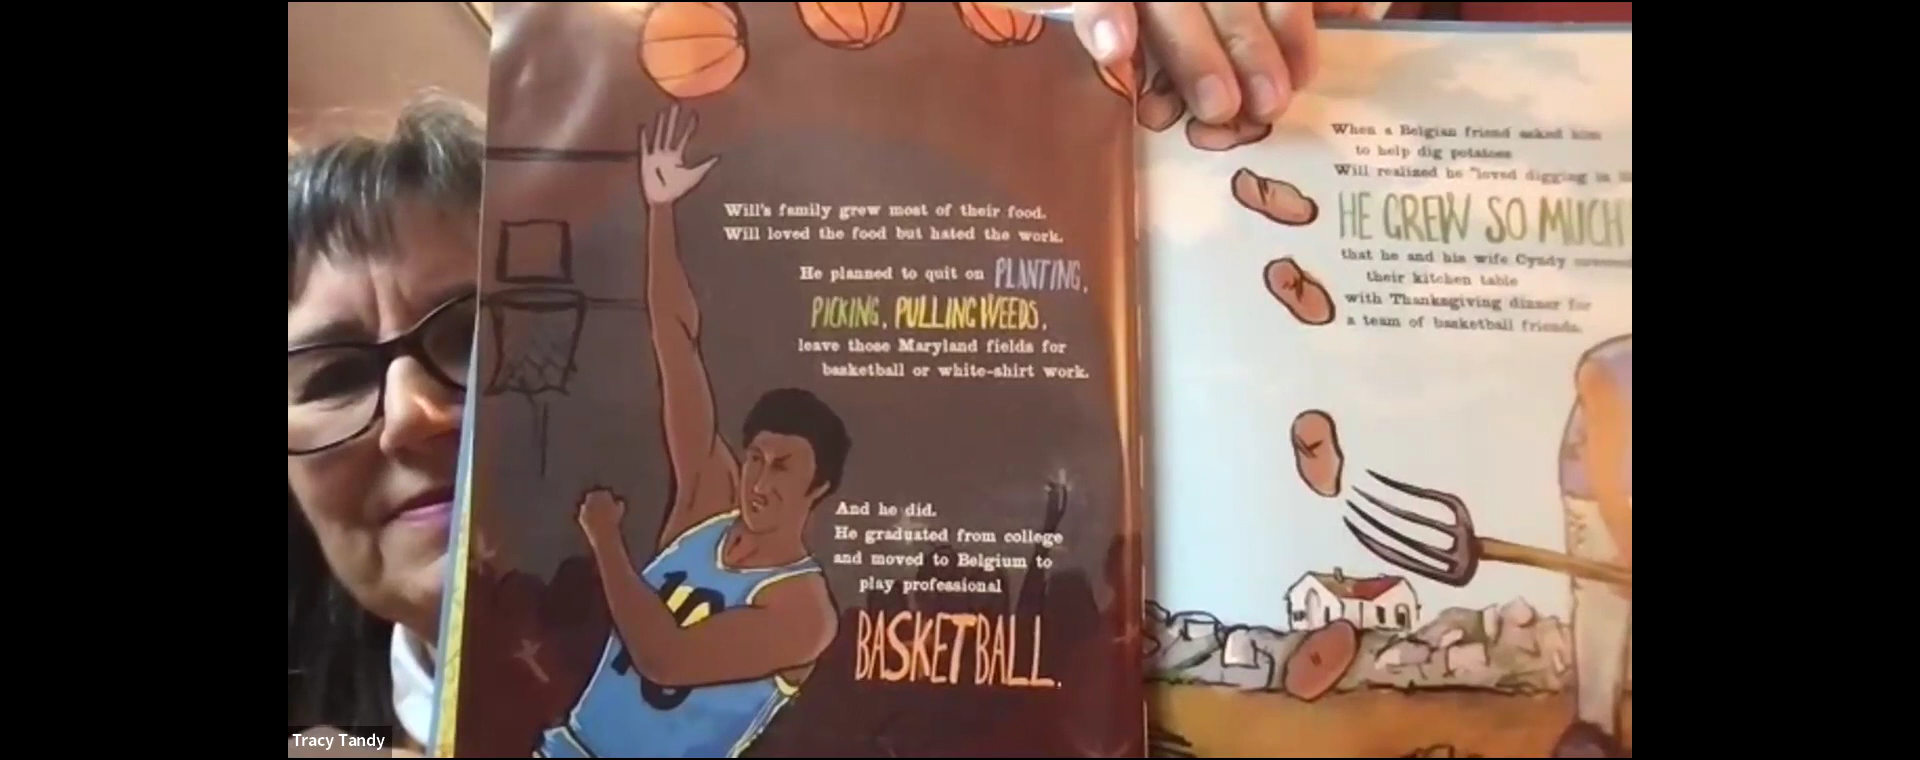 Will's family grew most of their food.
Will loved the food but hated the work.
He planned to quit on PLANTING,
PICKING, PULLING WEEDS,
leave those Maryland fields for
basketball or white-shirt work.
And he did.
He graduated from college
and moved to Belgium to
play professional
BASKETBALL.
When a Belgian friend asked him
to help dig potatoes
Will realized he "loved digging in
HE GREW SO MUCH
that he and his wife Cyndy
their kitchen table
with Thanksgiving dinner for
a team of basketball friends.
Tracy Tandy